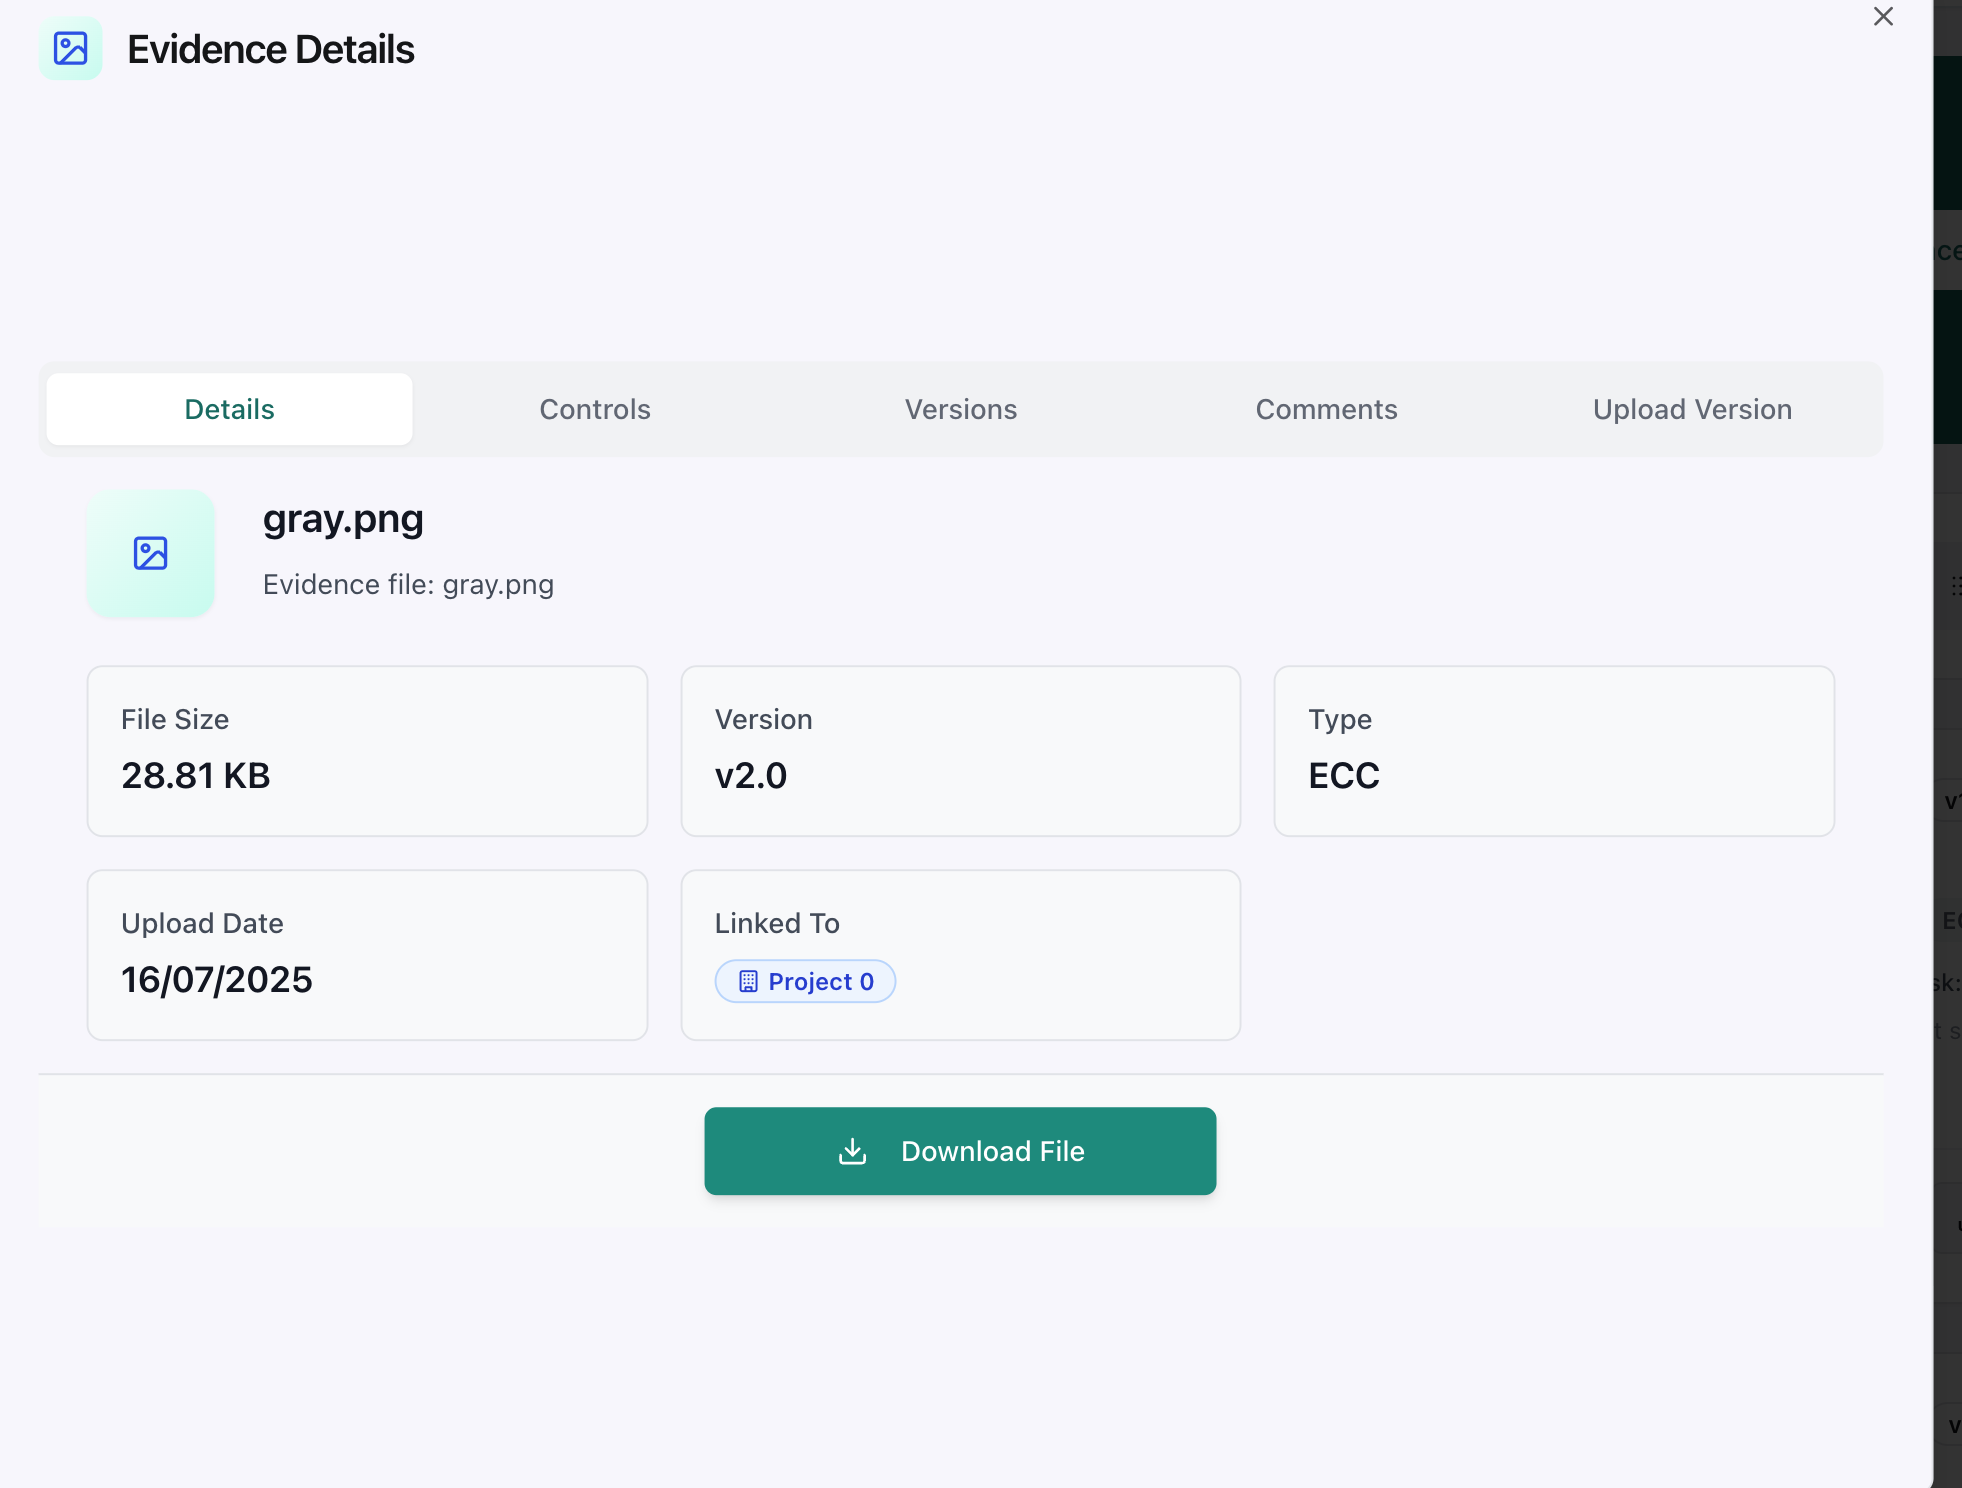 Evidence Details
Details
Controls
Versions
Comments
Upload Version
gray.png
Evidence file: gray.png
File Size
28.81 KB
Version
v2.0
Type
ECC
Upload Date
16/07/2025
Linked To
Project 0
Download File